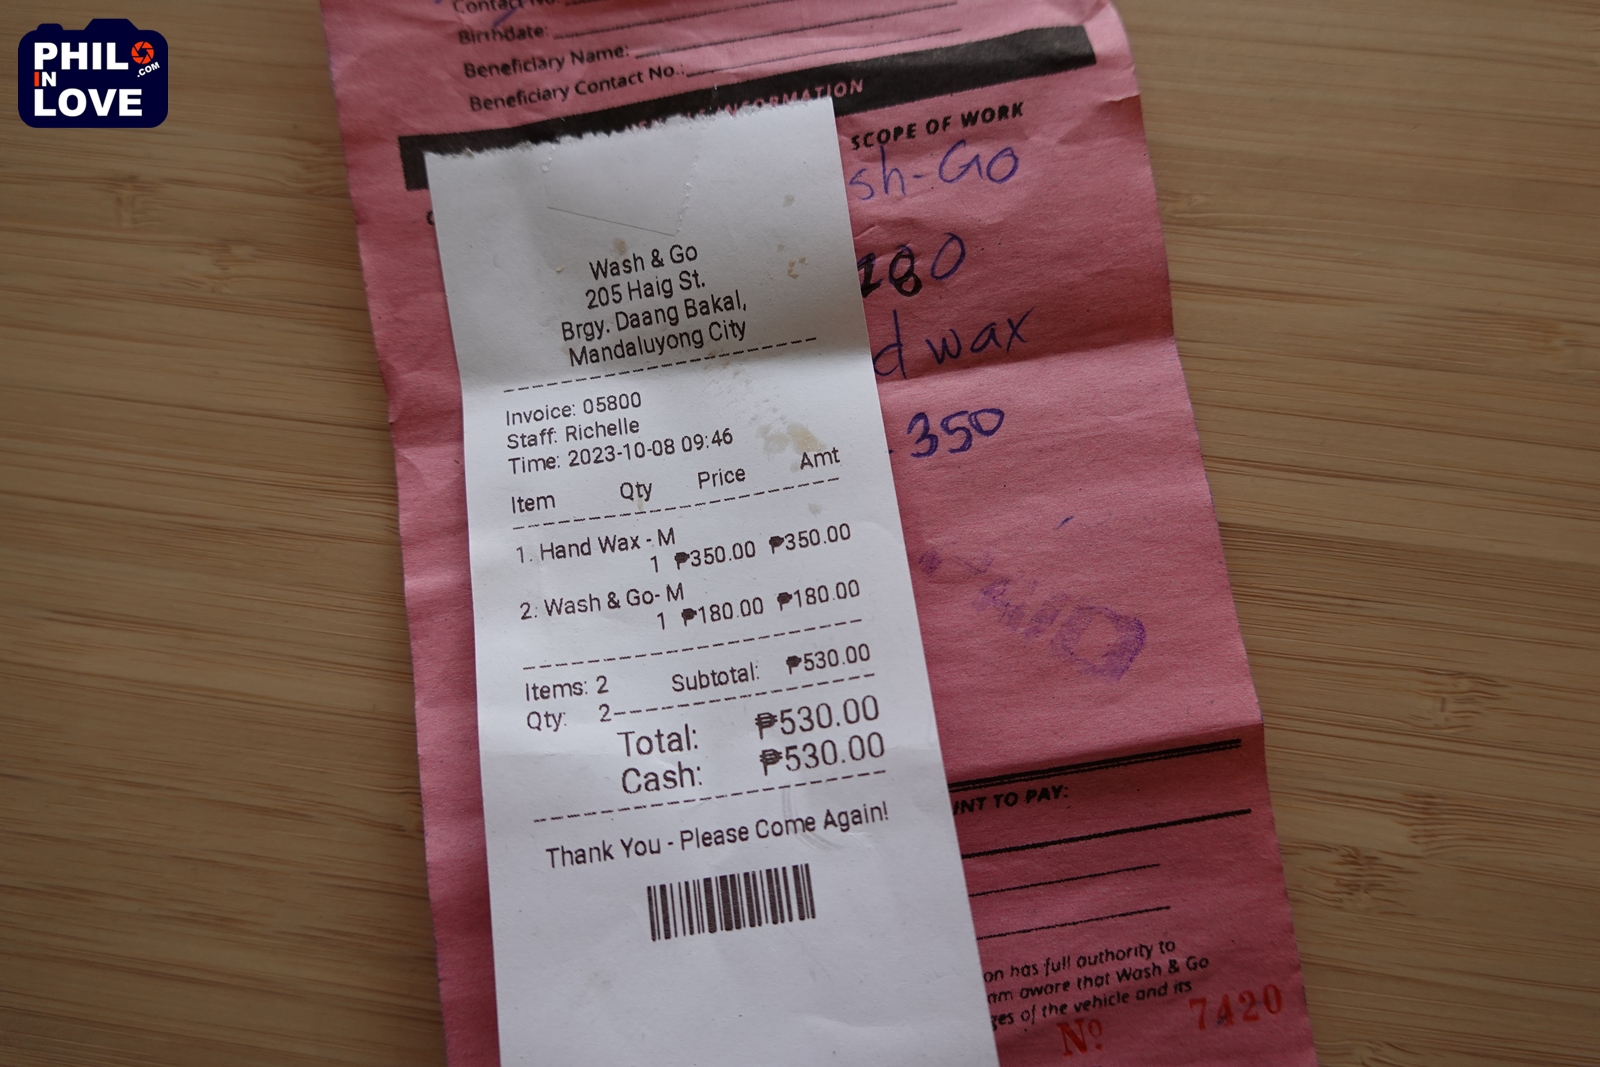 PHIL
IN
.COM
LOVE
Contact No.:
Birthdate:
Beneficiary Name:
Beneficiary Contact No.:
INFORMATION
SCOPE OF WORK
sh-Go
180
d wax
350
Wash & Go
205 Haig St.
Brgy. Daang Bakal,
Mandaluyong City
Invoice: 05800
Staff: Richelle
Time: 2023-10-08 09:46
Item Qty Price Amt
1. Hand Wax - M
1 ₱350.00 ₱350.00
2. Wash & Go- M
1 ₱180.00 ₱180.00
Items: 2 Subtotal: ₱530.00
Qty: 2
Total: ₱530.00
Cash: ₱530.00
Thank You - Please Come Again!
UNT TO PAY:
on has full authority to
am aware that Wash & Go
ges of the vehicle and its
Nº 7420